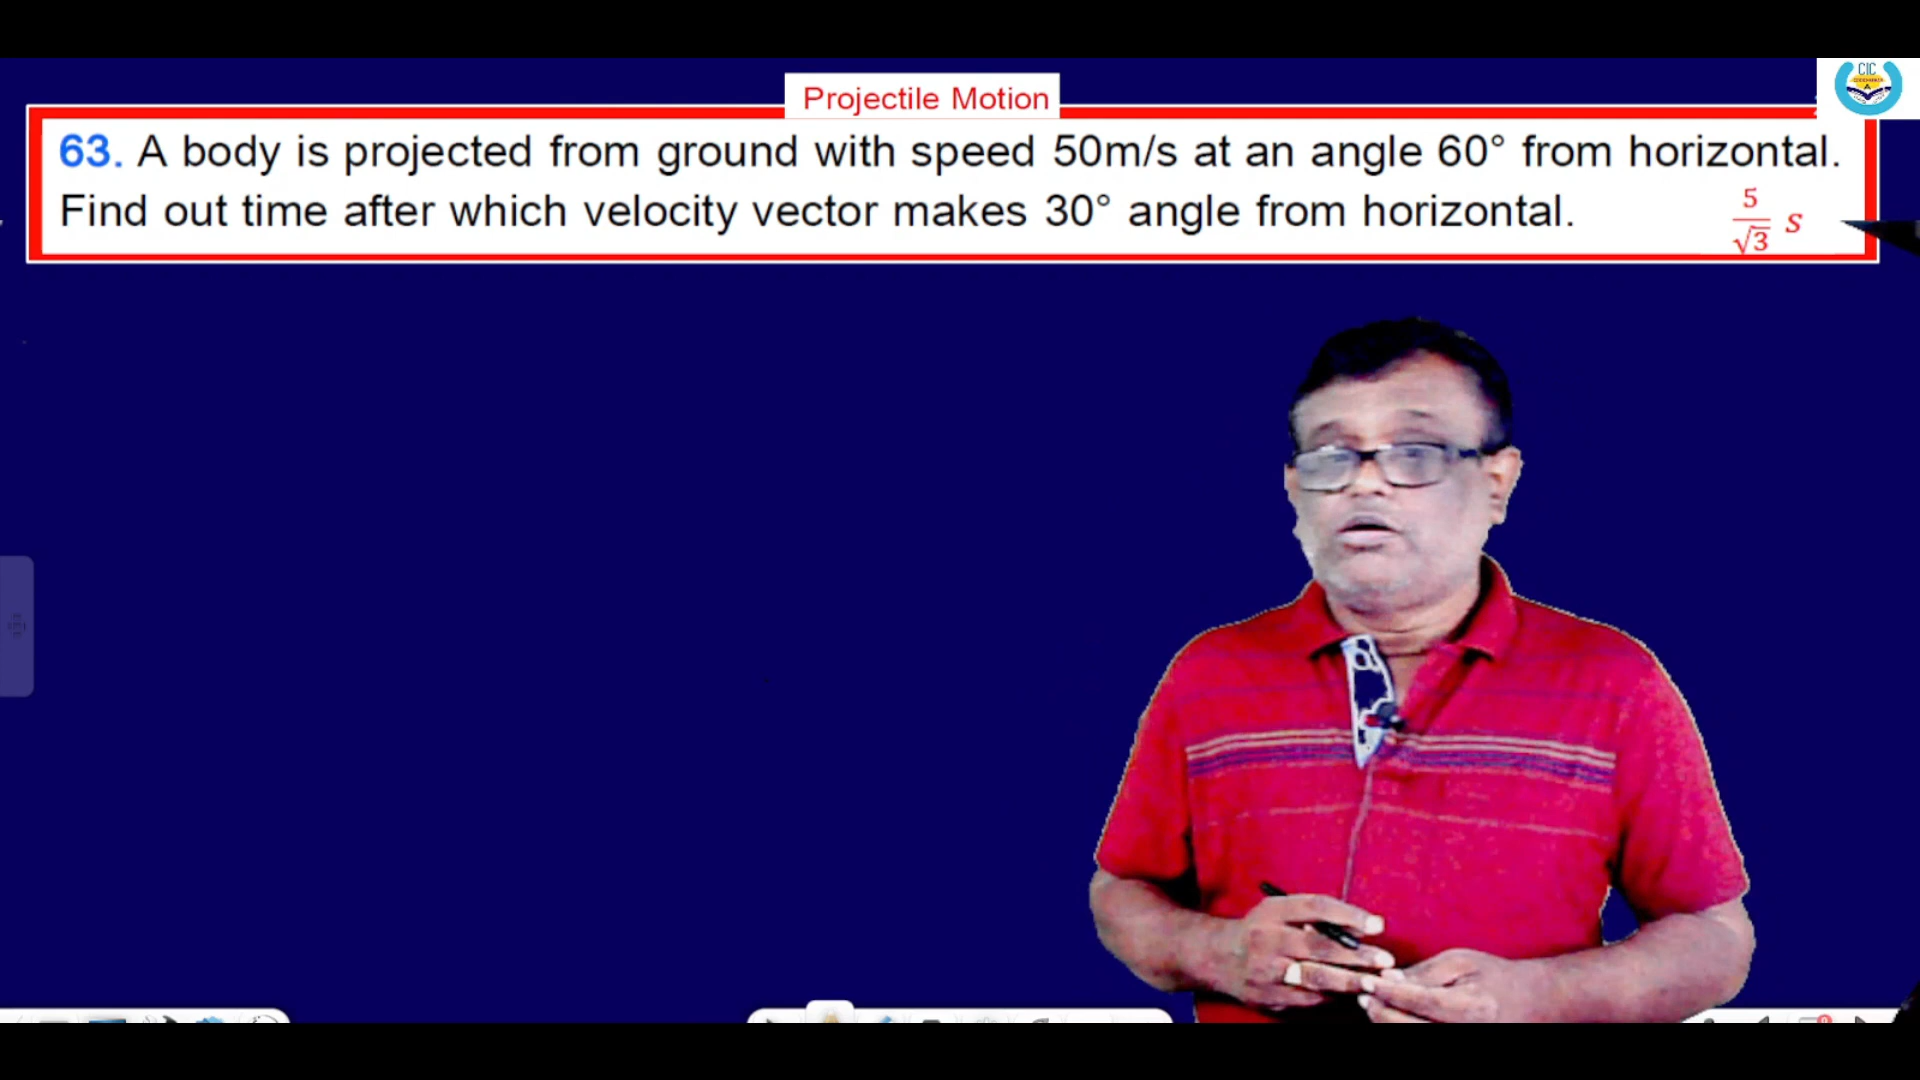 CIC
Projectile Motion
63. A body is projected from ground with speed 50m/s at an angle 60° from horizontal.
Find out time after which velocity vector makes 30° angle from horizontal. 5/√3 s